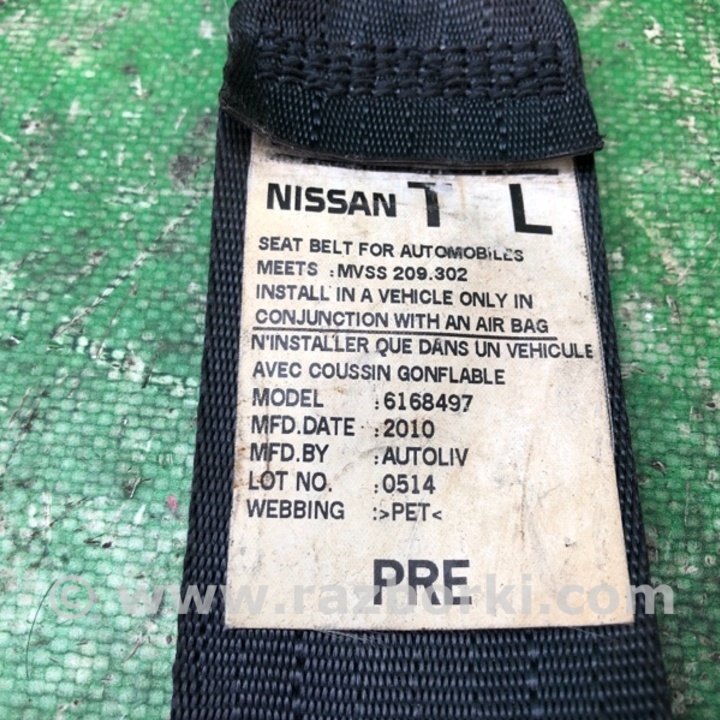 NISSAN T L
SEAT BELT FOR AUTOMOBILES
MEETS :MVSS 209.302
INSTALL IN A VEHICLE ONLY IN
CONJUNCTION WITH AN AIR BAG
N'INSTALLER QUE DANS UN VEHICULE
AVEC COUSSIN GONFLABLE
MODEL :6168497
MFD.DATE :2010
MFD.BY :AUTOLIV
LOT NO. :0514
WEBBING :>PET<
PRE
© www.razborki.com